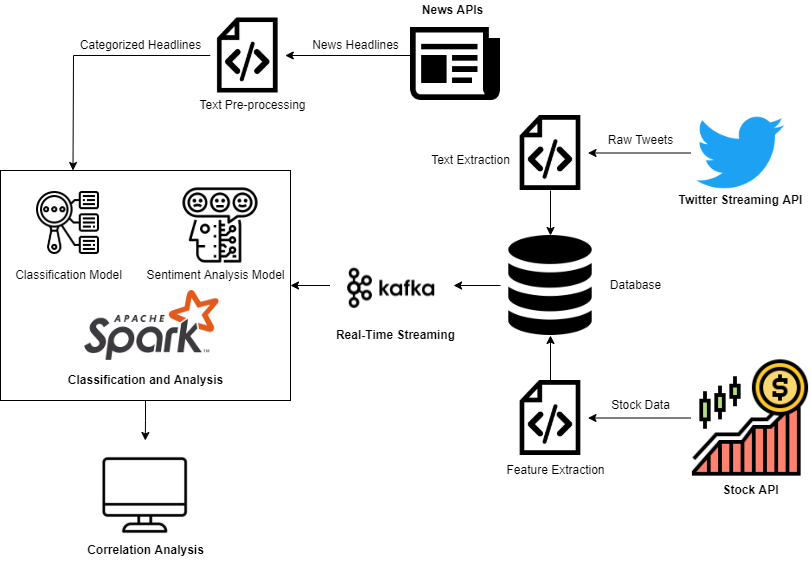 News APIs
Categorized Headlines
News Headlines
Text Pre-processing
Text Extraction
Raw Tweets
Twitter Streaming API
Classification Model
Sentiment Analysis Model
kafka
Database
APACHE
Spark™
Real-Time Streaming
Classification and Analysis
Stock Data
$
Feature Extraction
Stock API
Correlation Analysis